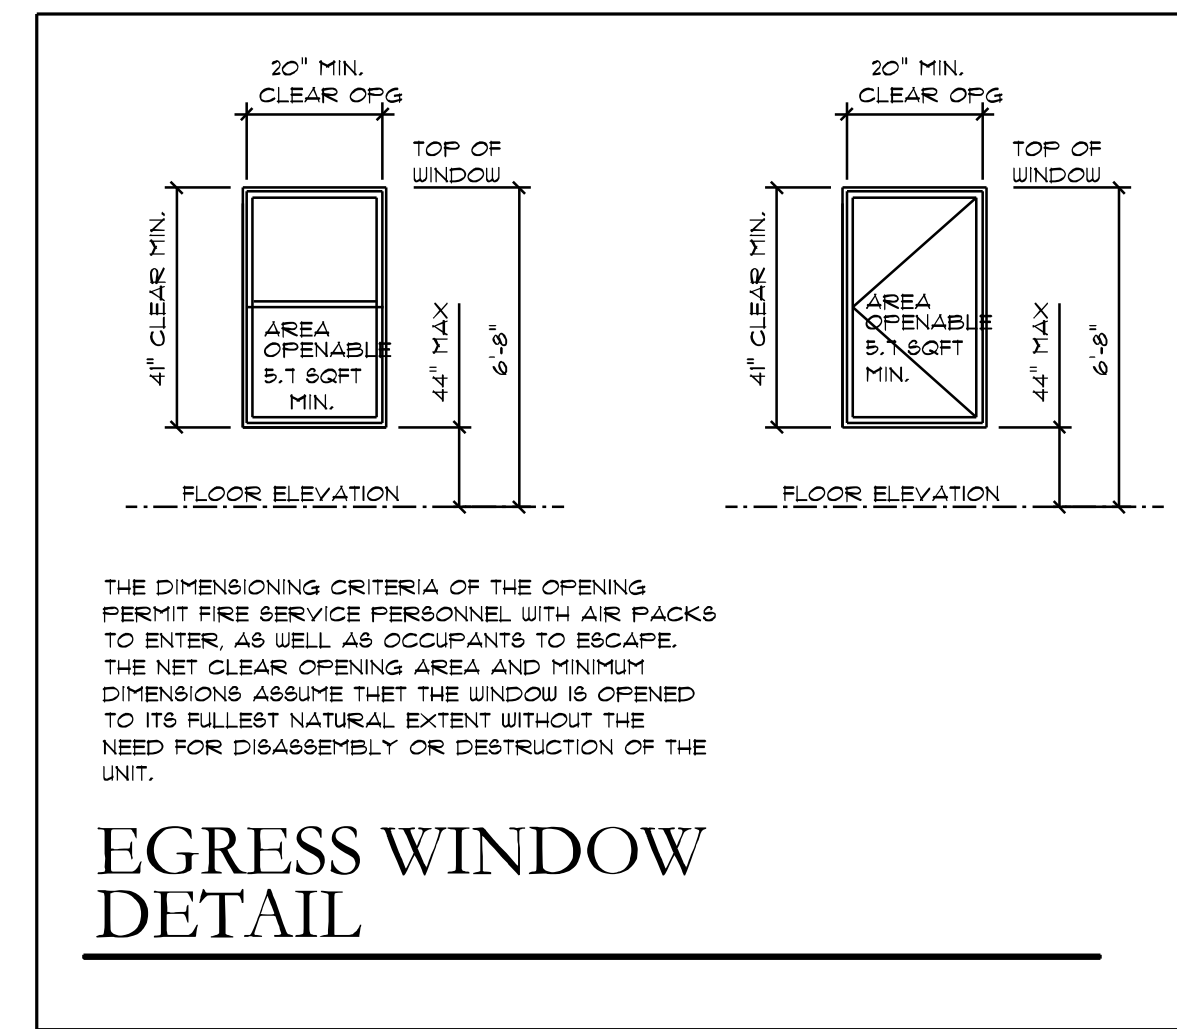 20" MIN.
CLEAR OPG
TOP OF
WINDOW
41" CLEAR MIN.
AREA
OPENABLE
5.7 SQFT
MIN.
44" MAX
6'-8"
FLOOR ELEVATION
20" MIN.
CLEAR OPG
TOP OF
WINDOW
41" CLEAR MIN.
AREA
OPENABLE
5.7 SQFT
MIN.
44" MAX
6'-8"
FLOOR ELEVATION
THE DIMENSIONING CRITERIA OF THE OPENING
PERMIT FIRE SERVICE PERSONNEL WITH AIR PACKS
TO ENTER, AS WELL AS OCCUPANTS TO ESCAPE.
THE NET CLEAR OPENING AREA AND MINIMUM
DIMENSIONS ASSUME THET THE WINDOW IS OPENED
TO ITS FULLEST NATURAL EXTENT WITHOUT THE
NEED FOR DISASSEMBLY OR DESTRUCTION OF THE
UNIT.
EGRESS WINDOW
DETAIL